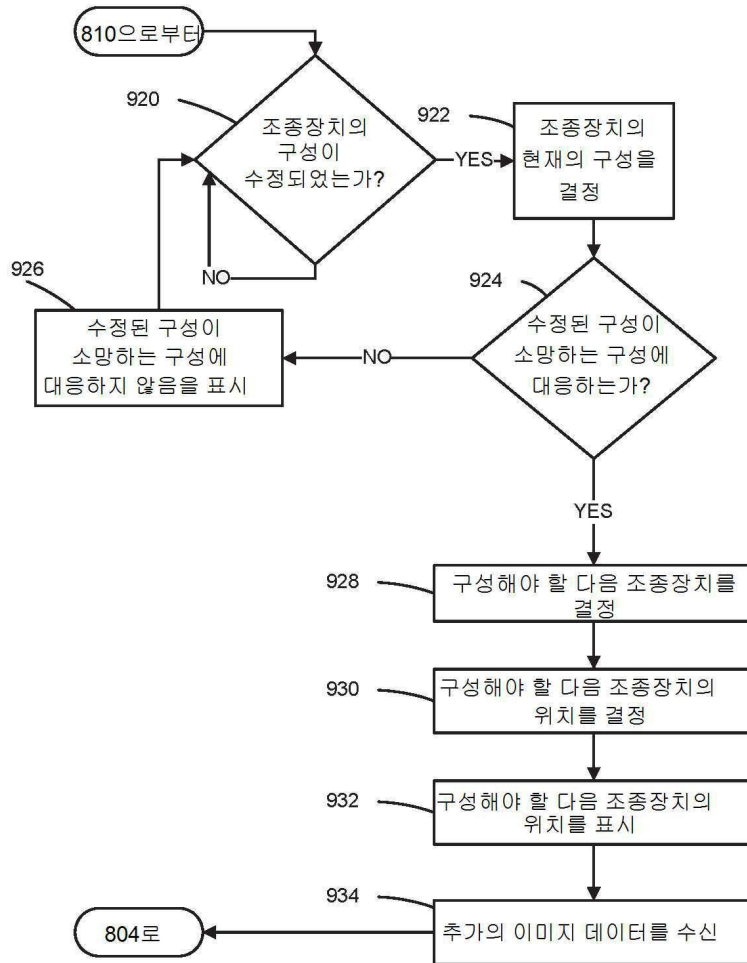 810으로부터
920
조종장치의
구성이
수정되었는가?
YES
922
조종장치의
현재의 구성을
결정
NO
926
수정된 구성이
소망하는 구성에
대응하지 않음을 표시
NO
924
수정된 구성이
소망하는 구성에
대응하는가?
YES
928
구성해야 할 다음 조종장치를
결정
930
구성해야 할 다음 조종장치의
위치를 결정
932
구성해야 할 다음 조종장치의
위치를 표시
934
추가의 이미지 데이터를 수신
804로